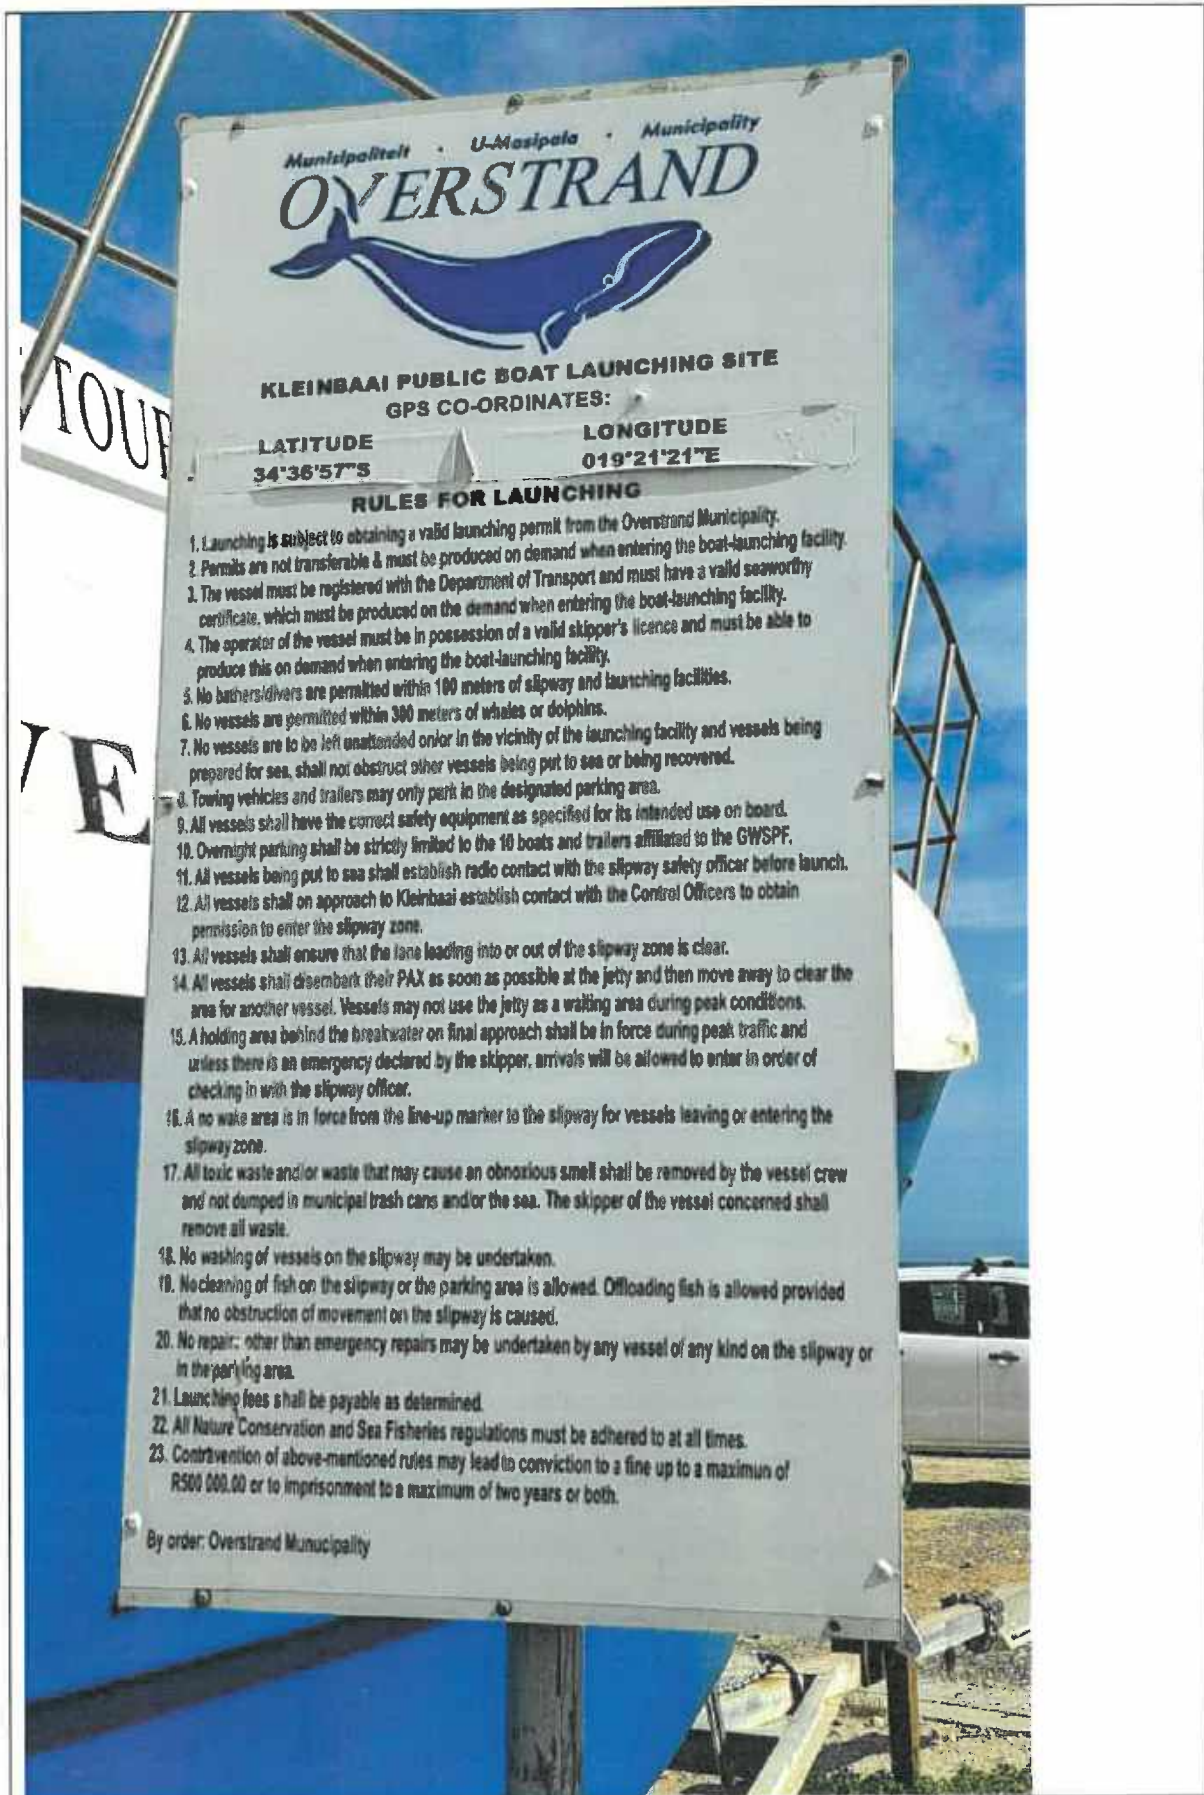 Munisipaliteit • U-Masipala • Municipality
OVERSTRAND
KLEINBAAI PUBLIC BOAT LAUNCHING SITE
GPS CO-ORDINATES:
LATITUDE LONGITUDE
34°36'57"S 019°21'21"E
RULES FOR LAUNCHING
1. Launching is subject to obtaining a valid launching permit from the Overstrand Municipality.
2. Permits are not transferable & must be produced on demand when entering the boat-launching facility.
3. The vessel must be registered with the Department of Transport and must have a valid seaworthy
certificate, which must be produced on the demand when entering the boat-launching facility.
4. The operator of the vessel must be in possession of a valid skipper's licence and must be able to
produce this on demand when entering the boat-launching facility.
5. No bathers/divers are permitted within 100 meters of slipway and launching facilities.
6. No vessels are permitted within 300 meters of whales or dolphins.
7. No vessels are to be left unattended on/or in the vicinity of the launching facility and vessels being
prepared for sea, shall not obstruct other vessels being put to sea or being recovered.
8. Towing vehicles and trailers may only park in the designated parking area.
9. All vessels shall have the correct safety equipment as specified for its intended use on board.
10. Overnight parking shall be strictly limited to the 10 boats and trailers affiliated to the GWSPF.
11. All vessels being put to sea shall establish radio contact with the slipway safety officer before launch.
12. All vessels shall on approach to Kleinbaai establish contact with the Control Officers to obtain
permission to enter the slipway zone.
13. All vessels shall ensure that the lane leading into or out of the slipway zone is clear.
14. All vessels shall disembark their PAX as soon as possible at the jetty and then move away to clear the
area for another vessel. Vessels may not use the jetty as a waiting area during peak conditions.
15. A holding area behind the breakwater on final approach shall be in force during peak traffic and
unless there is an emergency declared by the skipper, arrivals will be allowed to enter in order of
checking in with the slipway officer.
16. A no wake area is in force from the line-up marker to the slipway for vessels leaving or entering the
slipway zone.
17. All toxic waste and/or waste that may cause an obnoxious smell shall be removed by the vessel crew
and not dumped in municipal trash cans and/or the sea. The skipper of the vessel concerned shall
remove all waste.
18. No washing of vessels on the slipway may be undertaken.
19. No cleaning of fish on the slipway or the parking area is allowed. Offloading fish is allowed provided
that no obstruction of movement on the slipway is caused.
20. No repairs other than emergency repairs may be undertaken by any vessel of any kind on the slipway or
in the parking area.
21. Launching fees shall be payable as determined.
22. All Nature Conservation and Sea Fisheries regulations must be adhered to at all times.
23. Contravention of above-mentioned rules may lead to conviction to a fine up to a maximun of
R500 000.00 or to imprisonment to a maximum of two years or both.
By order: Overstrand Munucipality
TOUR
VE